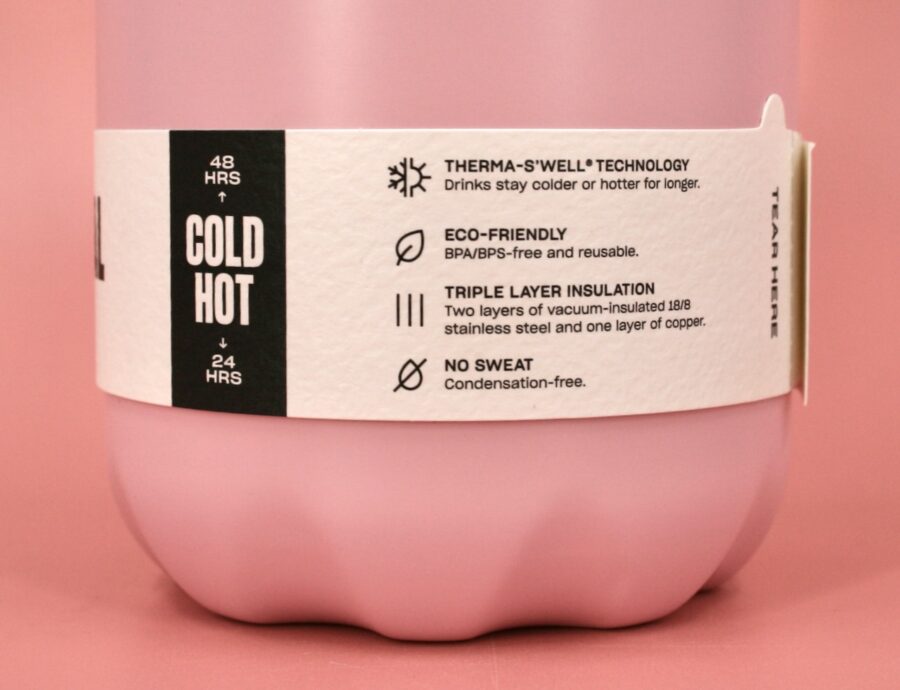 48
HRS
↑
COLD
HOT
↓
24
HRS
THERMA-S'WELL® TECHNOLOGY
Drinks stay colder or hotter for longer.
ECO-FRIENDLY
BPA/BPS-free and reusable.
TRIPLE LAYER INSULATION
Two layers of vacuum-insulated 18/8
stainless steel and one layer of copper.
NO SWEAT
Condensation-free.
TEAR HERE